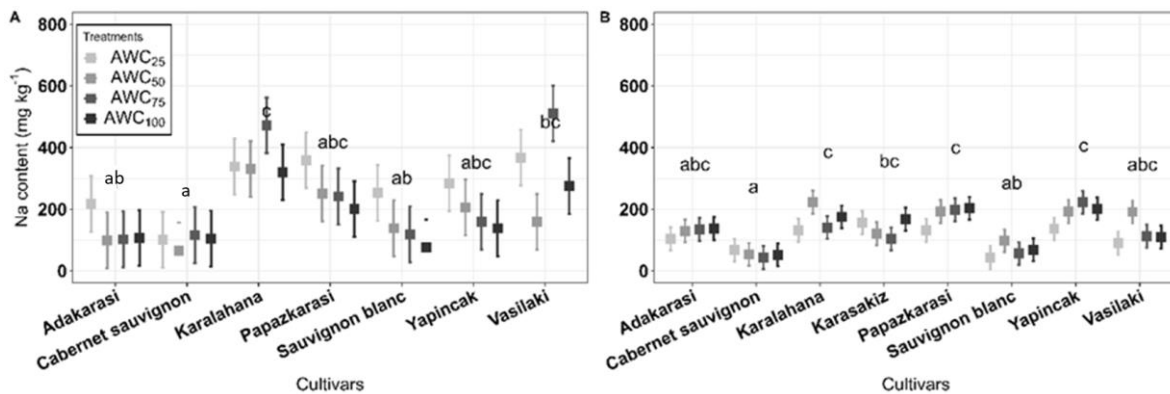 A
B
800
600
400
200
0
Na content (mg kg⁻¹)
Treatments
AWC₂₅
AWC₅₀
AWC₇₅
AWC₁₀₀
ab
a
c
abc
ab
abc
bc
Adakarasi
Cabernet sauvignon
Karalahana
Papazkarasi
Sauvignon blanc
Yapincak
Vasilaki
Cultivars
800
600
400
200
0
abc
a
c
bc
c
ab
c
abc
Adakarasi
Cabernet sauvignon
Karalahana
Karasakiz
Papazkarasi
Sauvignon blanc
Yapincak
Vasilaki
Cultivars